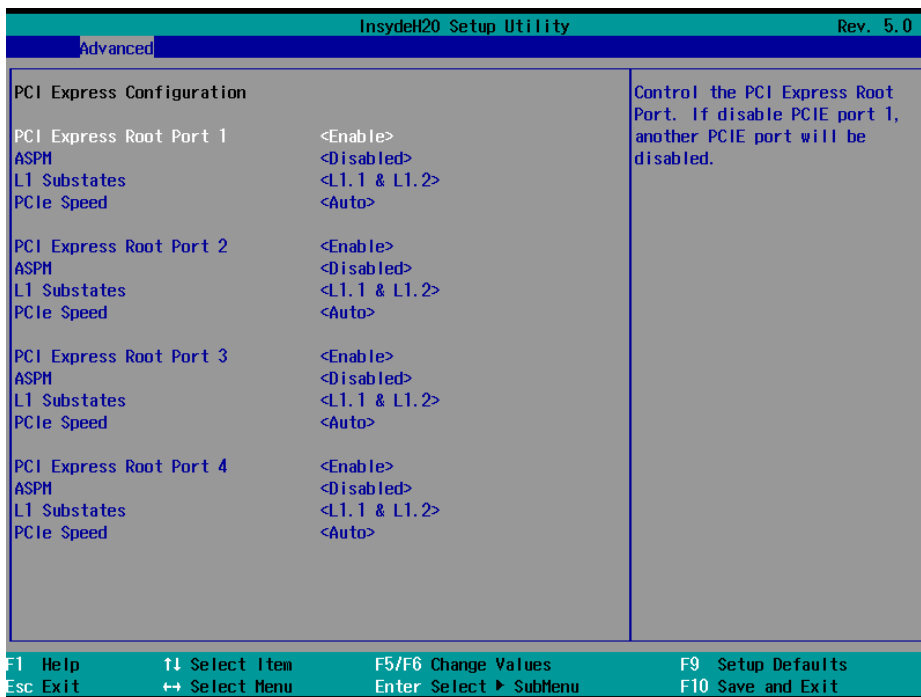 InsydeH20 Setup Utility Rev. 5.0
Advanced
PCI Express Configuration
PCI Express Root Port 1 <Enable>
ASPM <Disabled>
L1 Substates <L1.1 & L1.2>
PCIe Speed <Auto>
PCI Express Root Port 2 <Enable>
ASPM <Disabled>
L1 Substates <L1.1 & L1.2>
PCIe Speed <Auto>
PCI Express Root Port 3 <Enable>
ASPM <Disabled>
L1 Substates <L1.1 & L1.2>
PCIe Speed <Auto>
PCI Express Root Port 4 <Enable>
ASPM <Disabled>
L1 Substates <L1.1 & L1.2>
PCIe Speed <Auto>
Control the PCI Express Root
Port. If disable PCIE port 1,
another PCIE port will be
disabled.
F1 Help ↑↓ Select Item F5/F6 Change Values F9 Setup Defaults
Esc Exit ↔ Select Menu Enter Select ▶ SubMenu F10 Save and Exit